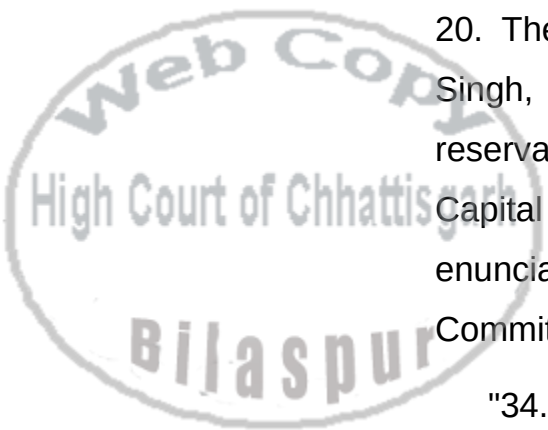 Web Copy
High Court of Chhattisgarh
Bilaspur
20. The
Singh,
reserva
Capital
enuncia
Commit
"34.